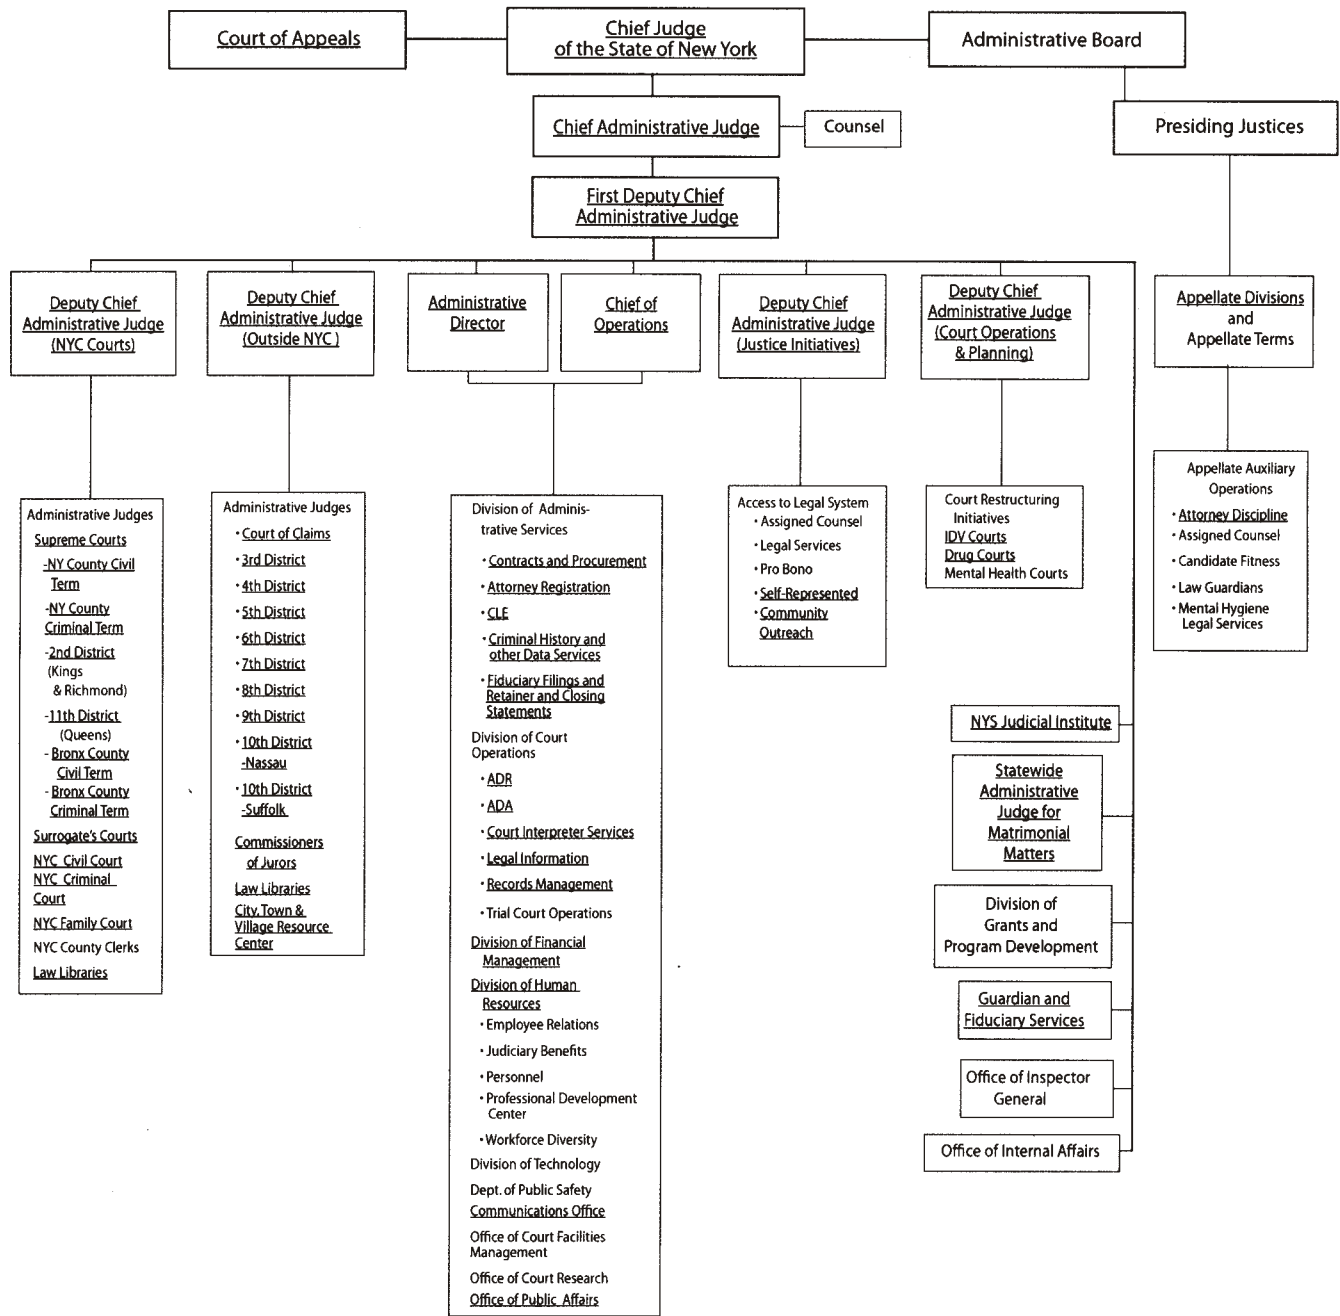 Court of Appeals
Chief Judge
of the State of New York
Administrative Board
Chief Administrative Judge
Counsel
Presiding Justices
First Deputy Chief
Administrative Judge
Deputy Chief
Administrative Judge
(NYC Courts)
Deputy Chief
Administrative Judge
(Outside NYC)
Administrative
Director
Chief of
Operations
Deputy Chief
Administrative Judge
(Justice Initiatives)
Deputy Chief
Administrative Judge
(Court Operations
& Planning)
Appellate Divisions
and
Appellate Terms
Administrative Judges
Supreme Courts
-NY County Civil
Term
-NY County
Criminal Term
-2nd District
(Kings
& Richmond)
-11th District
(Queens)
- Bronx County
Civil Term
- Bronx County
Criminal Term
Surrogate's Courts
NYC Civil Court
NYC Criminal
Court
NYC Family Court
NYC County Clerks
Law Libraries
Administrative Judges
• Court of Claims
• 3rd District
• 4th District
• 5th District
• 6th District
• 7th District
• 8th District
• 9th District
• 10th District
-Nassau
• 10th District
-Suffolk
Commissioners
of Jurors
Law Libraries
City, Town &
Village Resource
Center
Division of Adminis-
trative Services
• Contracts and Procurement
• Attorney Registration
• CLE
• Criminal History and
other Data Services
• Fiduciary Filings and
Retainer and Closing
Statements
Division of Court
Operations
• ADR
• ADA
• Court Interpreter Services
• Legal Information
• Records Management
• Trial Court Operations
Division of Financial
Management
Division of Human
Resources
• Employee Relations
• Judiciary Benefits
• Personnel
• Professional Development
Center
• Workforce Diversity
Division of Technology
Dept. of Public Safety
Communications Office
Office of Court Facilities
Management
Office of Court Research
Office of Public Affairs
Access to Legal System
• Assigned Counsel
• Legal Services
• Pro Bono
• Self-Represented
• Community
Outreach
Court Restructuring
Initiatives
IDV Courts
Drug Courts
Mental Health Courts
Appellate Auxiliary
Operations
• Attorney Discipline
• Assigned Counsel
• Candidate Fitness
• Law Guardians
• Mental Hygiene
Legal Services
NYS Judicial Institute
Statewide
Administrative
Judge for
Matrimonial
Matters
Division of
Grants and
Program Development
Guardian and
Fiduciary Services
Office of Inspector
General
Office of Internal Affairs